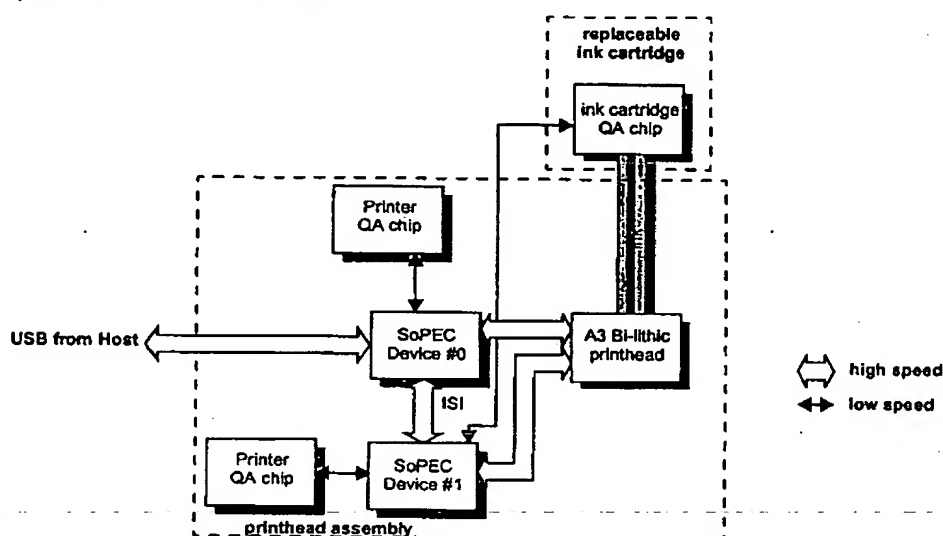 replaceable
ink cartridge
ink cartridge
QA chip
Printer
QA chip
USB from Host
SoPEC
Device #0
A3 Bi-lithic
printhead
high speed
low speed
ISI
Printer
QA chip
SoPEC
Device #1
printhead assembly